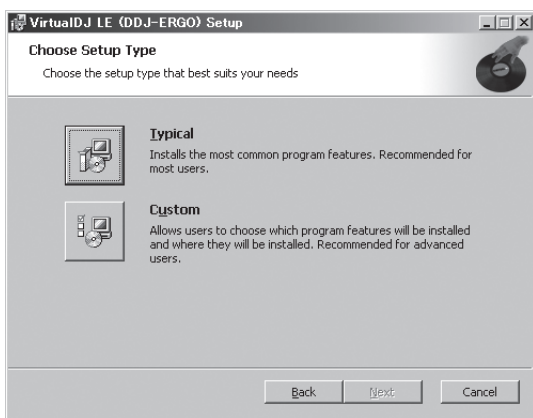 VirtualDJ LE (DDJ-ERGO) Setup
Choose Setup Type
Choose the setup type that best suits your needs
Typical
Installs the most common program features. Recommended for
most users.
Custom
Allows users to choose which program features will be installed
and where they will be installed. Recommended for advanced
users.
Back
Next
Cancel